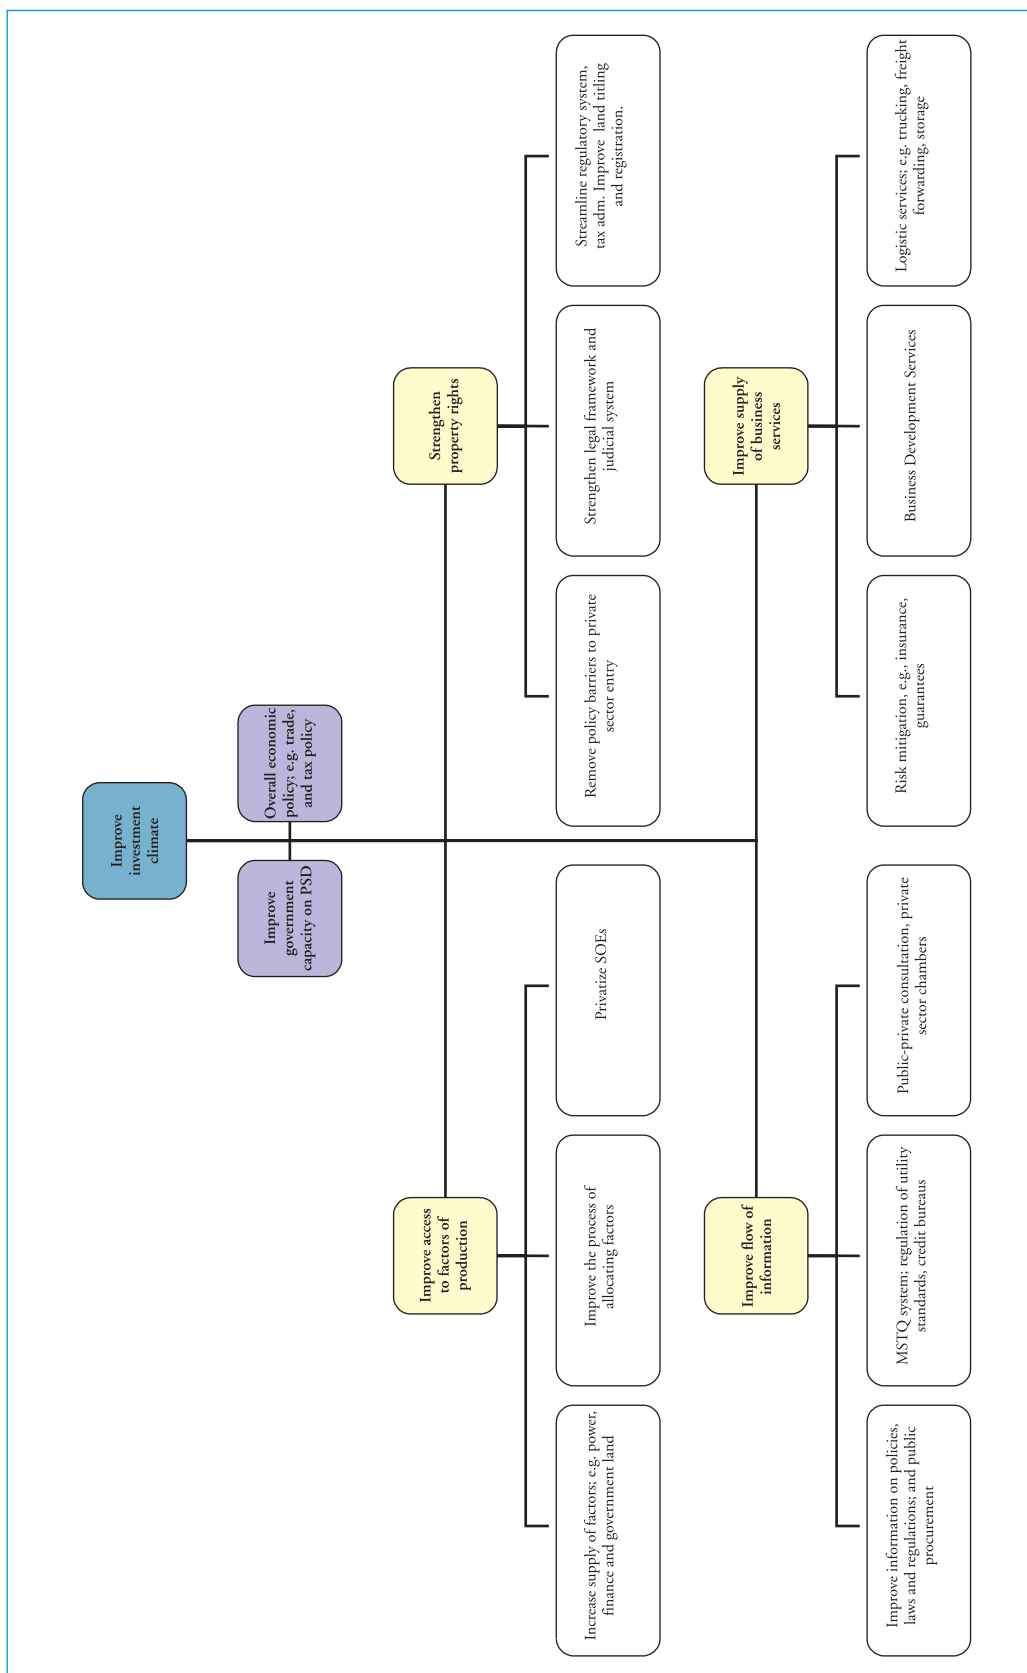 Improve
investment
climate
Improve
government
capacity on PSD
Overall economic
policy; e.g. trade,
and tax policy
Improve access
to factors of
production
Strengthen
property rights
Increase supply of factors; e.g. power,
finance and government land
Improve the process of
allocating factors
Privatize SOEs
Remove policy barriers to private
sector entry
Strengthen legal framework and
judicial system
Streamline regulatory system,
tax adm. Improve land titling
and registration.
Improve flow of
information
Improve supply
of business
services
Improve information on policies,
laws and regulations; and public
procurement
MSTQ system; regulation of utility
standards, credit bureaus
Public-private consultation, private
sector chambers
Risk mitigation, e.g., insurance,
guarantees
Business Development Services
Logistic services; e.g. trucking, freight
forwarding, storage